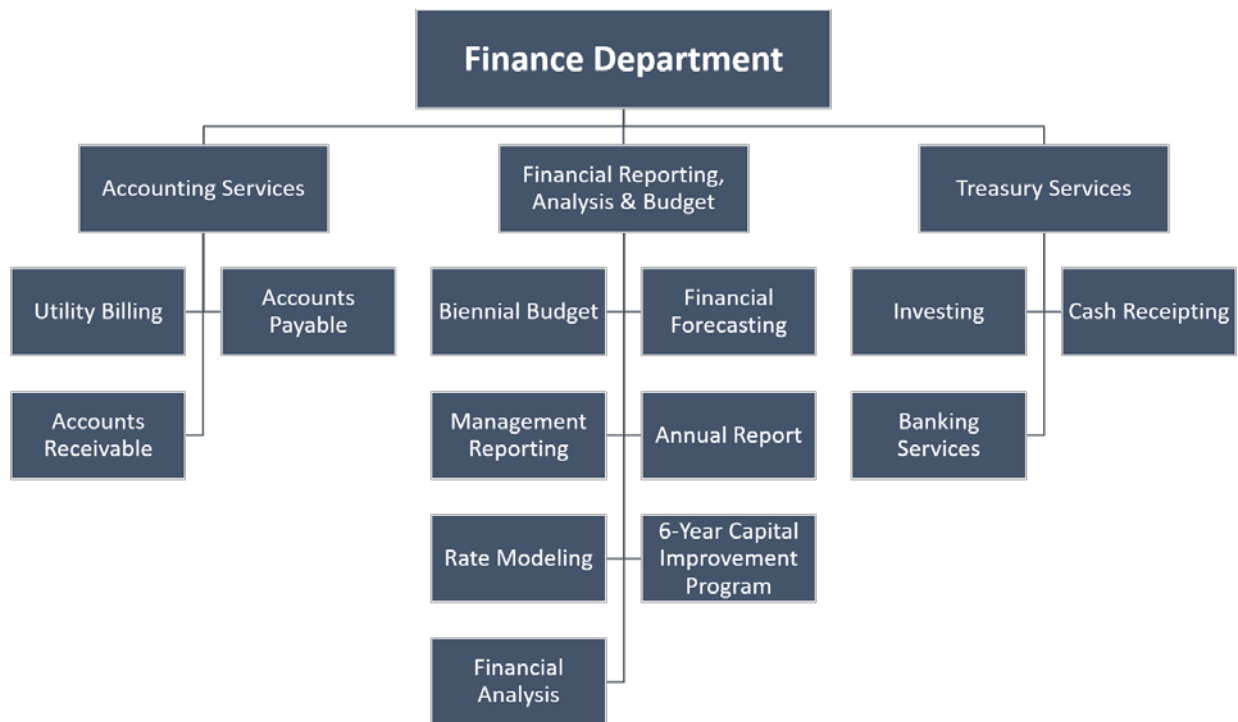 Finance Department
Accounting Services
Financial Reporting,
Analysis & Budget
Treasury Services
Utility Billing
Accounts
Payable
Biennial Budget
Financial
Forecasting
Investing
Cash Receipting
Accounts
Receivable
Management
Reporting
Annual Report
Banking
Services
Rate Modeling
6-Year Capital
Improvement
Program
Financial
Analysis